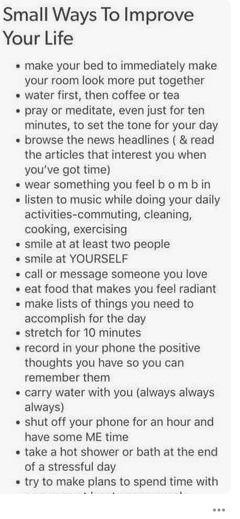 Small Ways To Improve
Your Life
• make your bed to immediately make
your room look more put together
• water first, then coffee or tea
• pray or meditate, even just for ten
minutes, to set the tone for your day
• browse the news headlines ( & read
the articles that interest you when
you've got time)
• wear something you feel b o m b in
• listen to music while doing your daily
activities-commuting, cleaning,
cooking, exercising
• smile at at least two people
• smile at YOURSELF
• call or message someone you love
• eat food that makes you feel radiant
• make lists of things you need to
accomplish for the day
• stretch for 10 minutes
• record in your phone the positive
thoughts you have so you can
remember them
• carry water with you (always always
always)
• shut off your phone for an hour and
have some ME time
• take a hot shower or bath at the end
of a stressful day
• try to make plans to spend time with